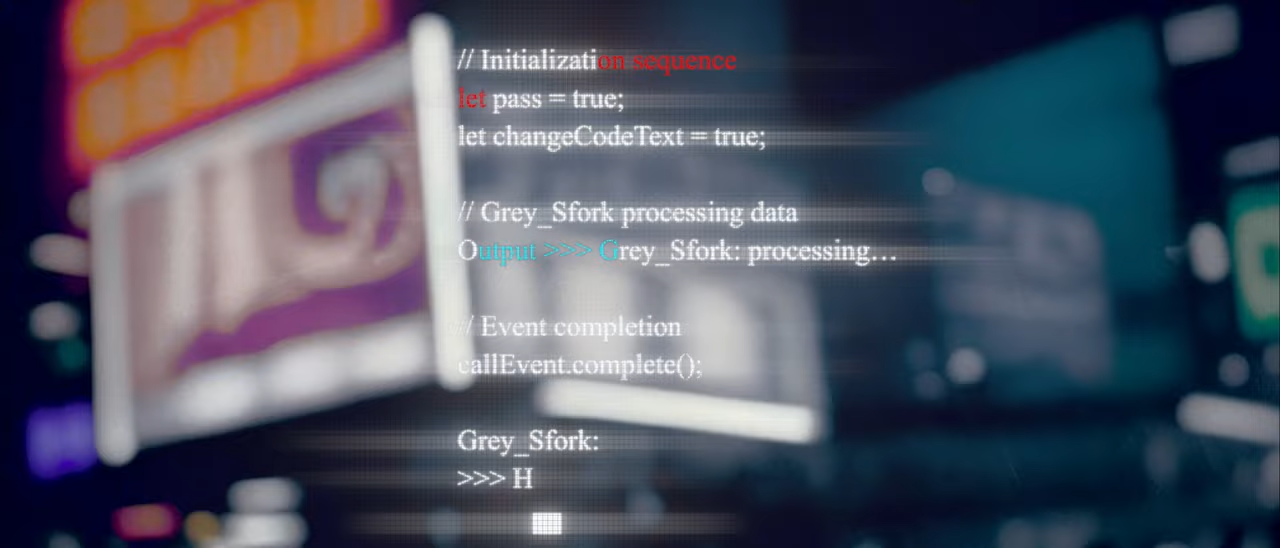 // Initialization sequence
let pass = true;
let changeCodeText = true;
// Grey_Sfork processing data
Output >>> Grey_Sfork: processing…
// Event completion
callEvent.complete();
Grey_Sfork:
>>> H